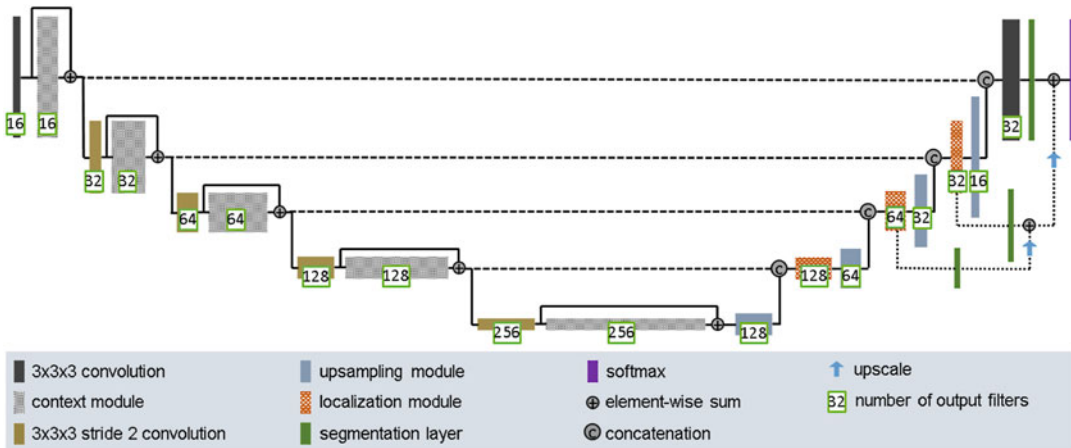 16 16
32 32
64 64
128 128
256 256
128
C 128 64
C 64 32
C 32 16
C 32
3x3x3 convolution
context module
3x3x3 stride 2 convolution
upsampling module
localization module
segmentation layer
softmax
element-wise sum
C concatenation
upscale
32 number of output filters